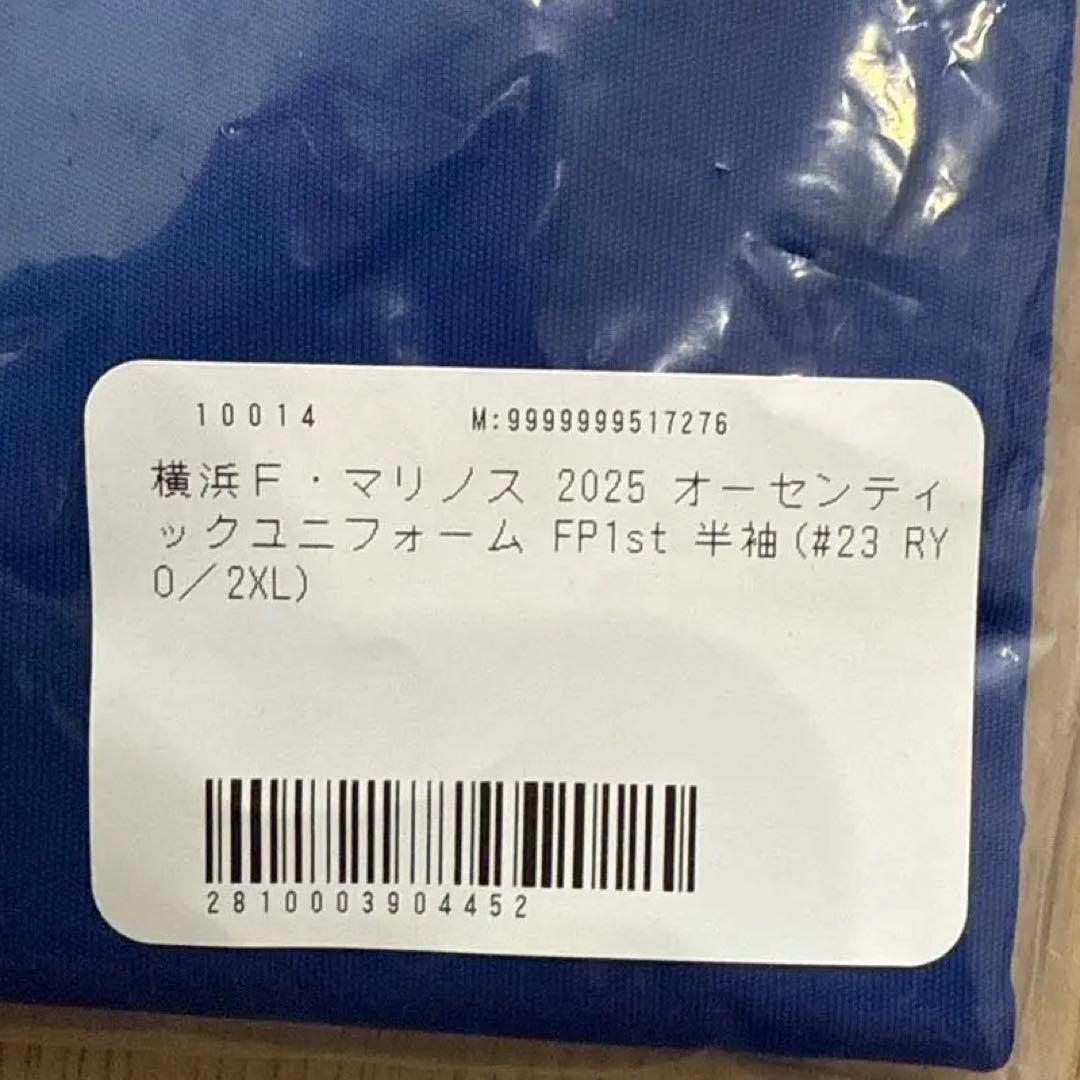 10014 M:9999999517276
横浜F・マリノス 2025 オーセンティ
ックユニフォーム FP1st 半袖(#23 RY
O/2XL)
2810003904452